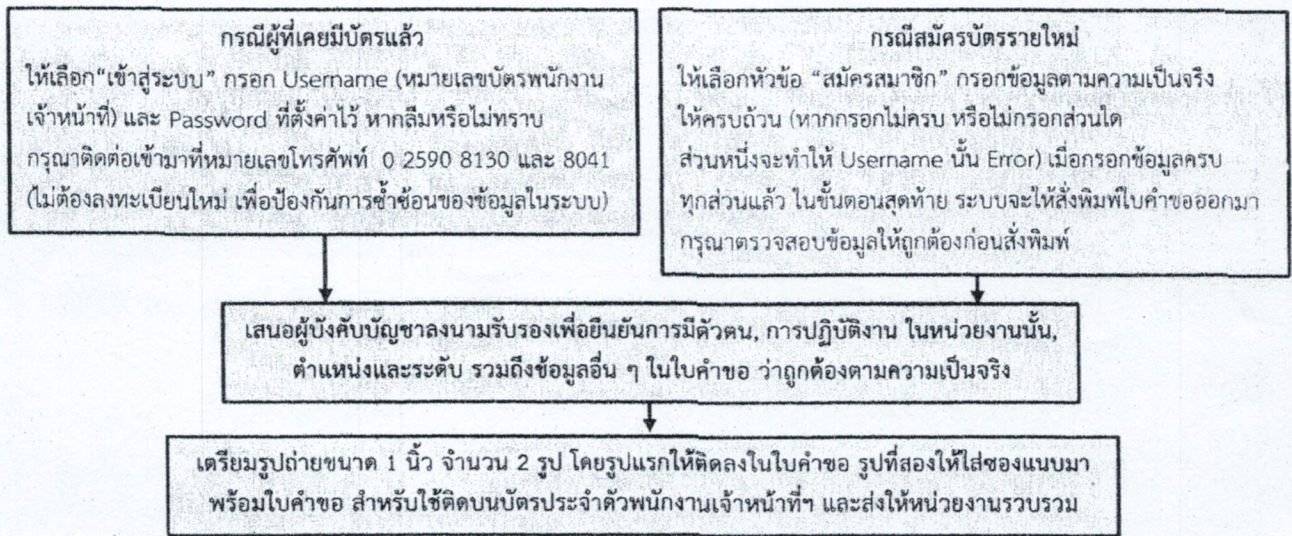 กรณีผู้ที่เคยมีบัตรแล้ว
ให้เลือก“เข้าสู่ระบบ” กรอก Username (หมายเลขบัตรพนักงาน
เจ้าหน้าที่) และ Password ที่ตั้งค่าไว้ หากลืมหรือไม่ทราบ
กรุณาติดต่อเข้ามาที่หมายเลขโทรศัพท์ 0 2590 8130 และ 8041
(ไม่ต้องลงทะเบียนใหม่ เพื่อป้องกันการซ้ำซ้อนของข้อมูลในระบบ)
กรณีสมัครบัตรรายใหม่
ให้เลือกหัวข้อ “สมัครสมาชิก” กรอกข้อมูลตามความเป็นจริง
ให้ครบถ้วน (หากกรอกไม่ครบ หรือไม่กรอกส่วนใด
ส่วนหนึ่งจะทำให้ Username นั้น Error) เมื่อกรอกข้อมูลครบ
ทุกส่วนแล้ว ในขั้นตอนสุดท้าย ระบบจะให้สั่งพิมพ์ใบคำขอออกมา
กรุณาตรวจสอบข้อมูลให้ถูกต้องก่อนสั่งพิมพ์
เสนอผู้บังคับบัญชาลงนามรับรองเพื่อยืนยันการมีตัวตน, การปฏิบัติงาน ในหน่วยงานนั้น,
ตำแหน่งและระดับ รวมถึงข้อมูลอื่น ๆ ในใบคำขอ ว่าถูกต้องตามความเป็นจริง
เตรียมรูปถ่ายขนาด 1 นิ้ว จำนวน 2 รูป โดยรูปแรกให้ติดลงในใบคำขอ รูปที่สองให้ใส่ซองแนบมา
พร้อมใบคำขอ สำหรับใช้ติดบนบัตรประจำตัวพนักงานเจ้าหน้าที่ฯ และส่งให้หน่วยงานรวบรวม